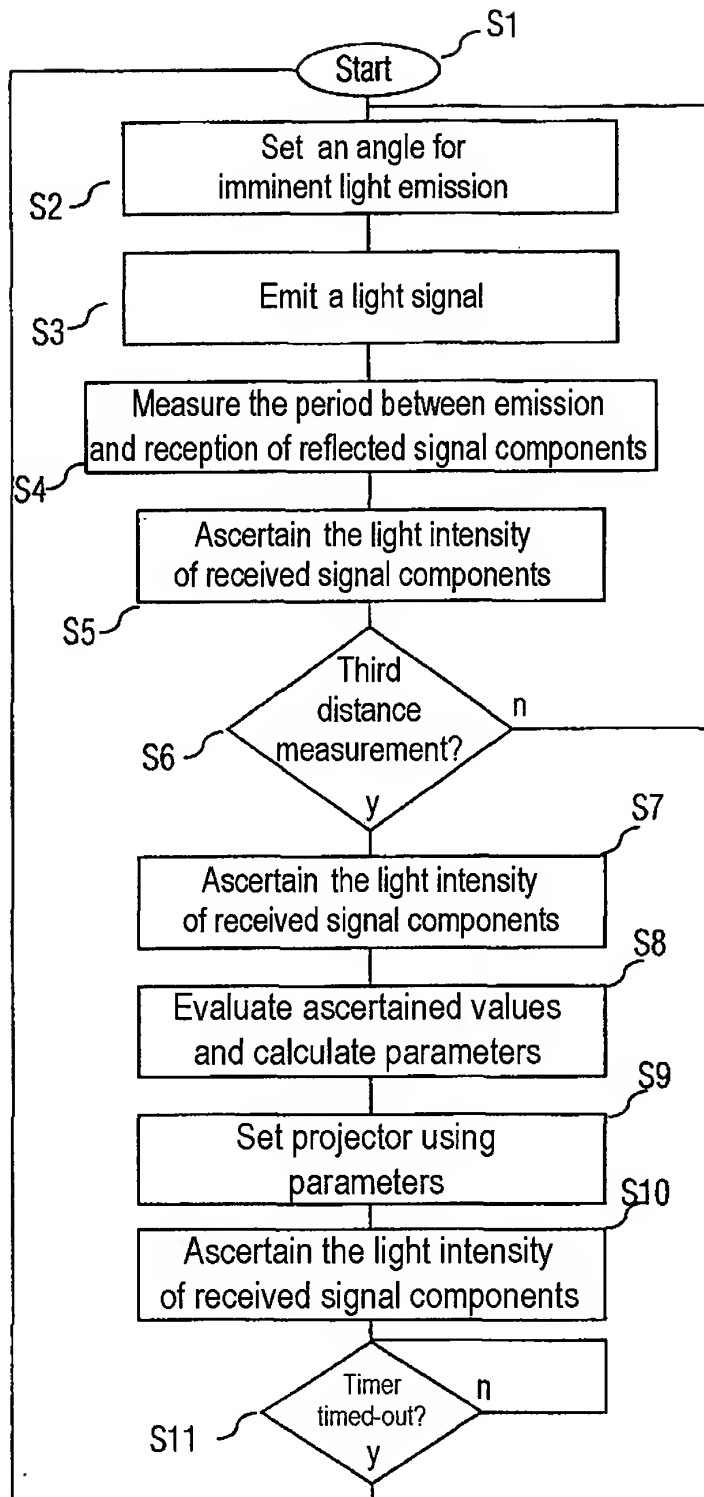 S1
Start
Set an angle for
imminent light emission
S2
Emit a light signal
S3
Measure the period between emission
and reception of reflected signal components
S4
Ascertain the light intensity
of received signal components
S5
Third
distance
measurement?
n
S6
y
S7
Ascertain the light intensity
of received signal components
S8
Evaluate ascertained values
and calculate parameters
S9
Set projector using
parameters
S10
Ascertain the light intensity
of received signal components
Timer
timed-out?
n
S11
y